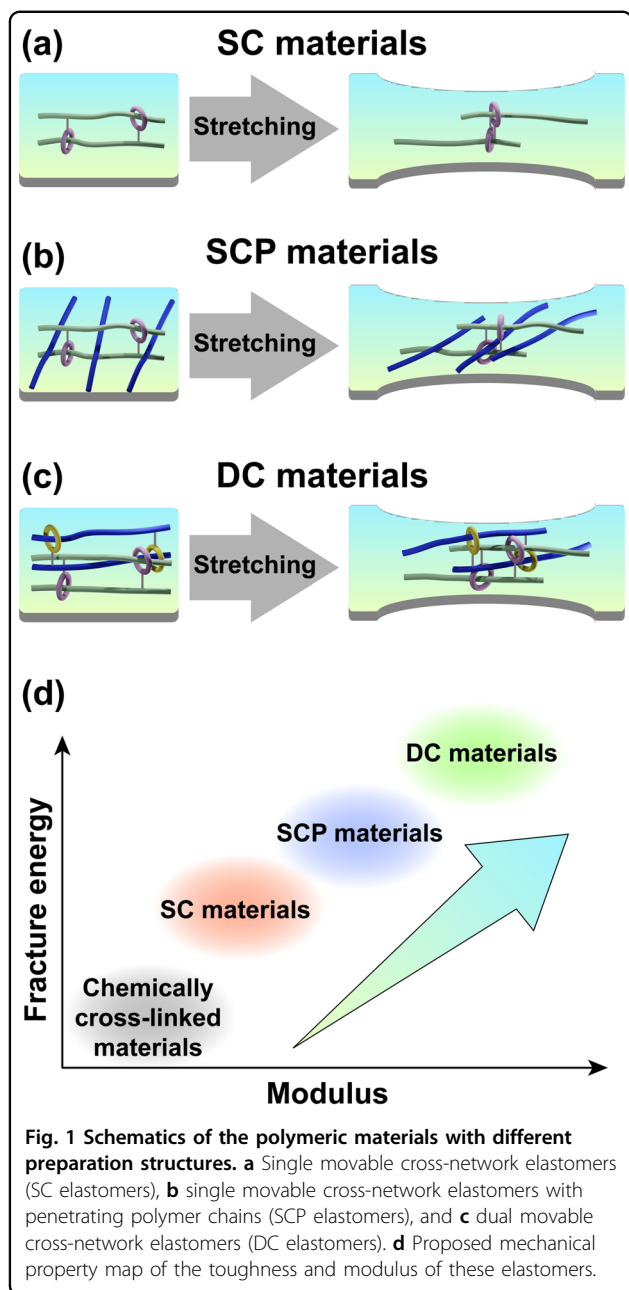 (a) SC materials
Stretching
(b) SCP materials
Stretching
(c) DC materials
Stretching
(d)
DC materials
SCP materials
SC materials
Chemically
cross-linked
materials
Fracture energy
Modulus
Fig. 1 Schematics of the polymeric materials with different
preparation structures. a Single movable cross-network elastomers
(SC elastomers), b single movable cross-network elastomers with
penetrating polymer chains (SCP elastomers), and c dual movable
cross-network elastomers (DC elastomers). d Proposed mechanical
property map of the toughness and modulus of these elastomers.